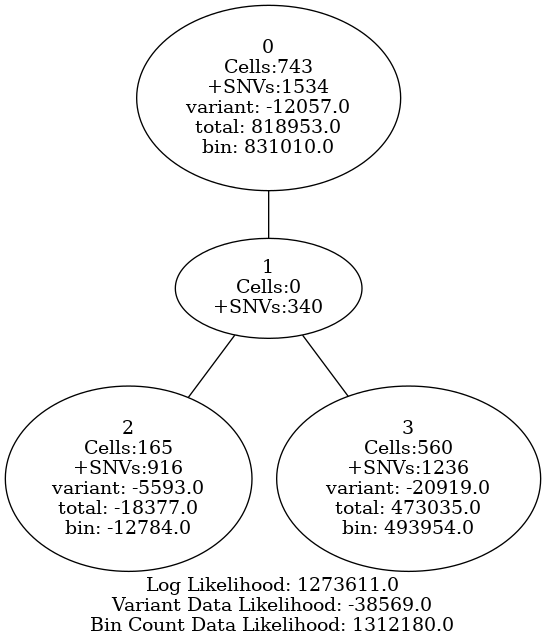 0
Cells:743
+SNVs:1534
variant: -12057.0
total: 818953.0
bin: 831010.0
1
Cells:0
+SNVs:340
2
Cells:165
+SNVs:916
variant: -5593.0
total: -18377.0
bin: -12784.0
3
Cells:560
+SNVs:1236
variant: -20919.0
total: 473035.0
bin: 493954.0
Log Likelihood: 1273611.0
Variant Data Likelihood: -38569.0
Bin Count Data Likelihood: 1312180.0